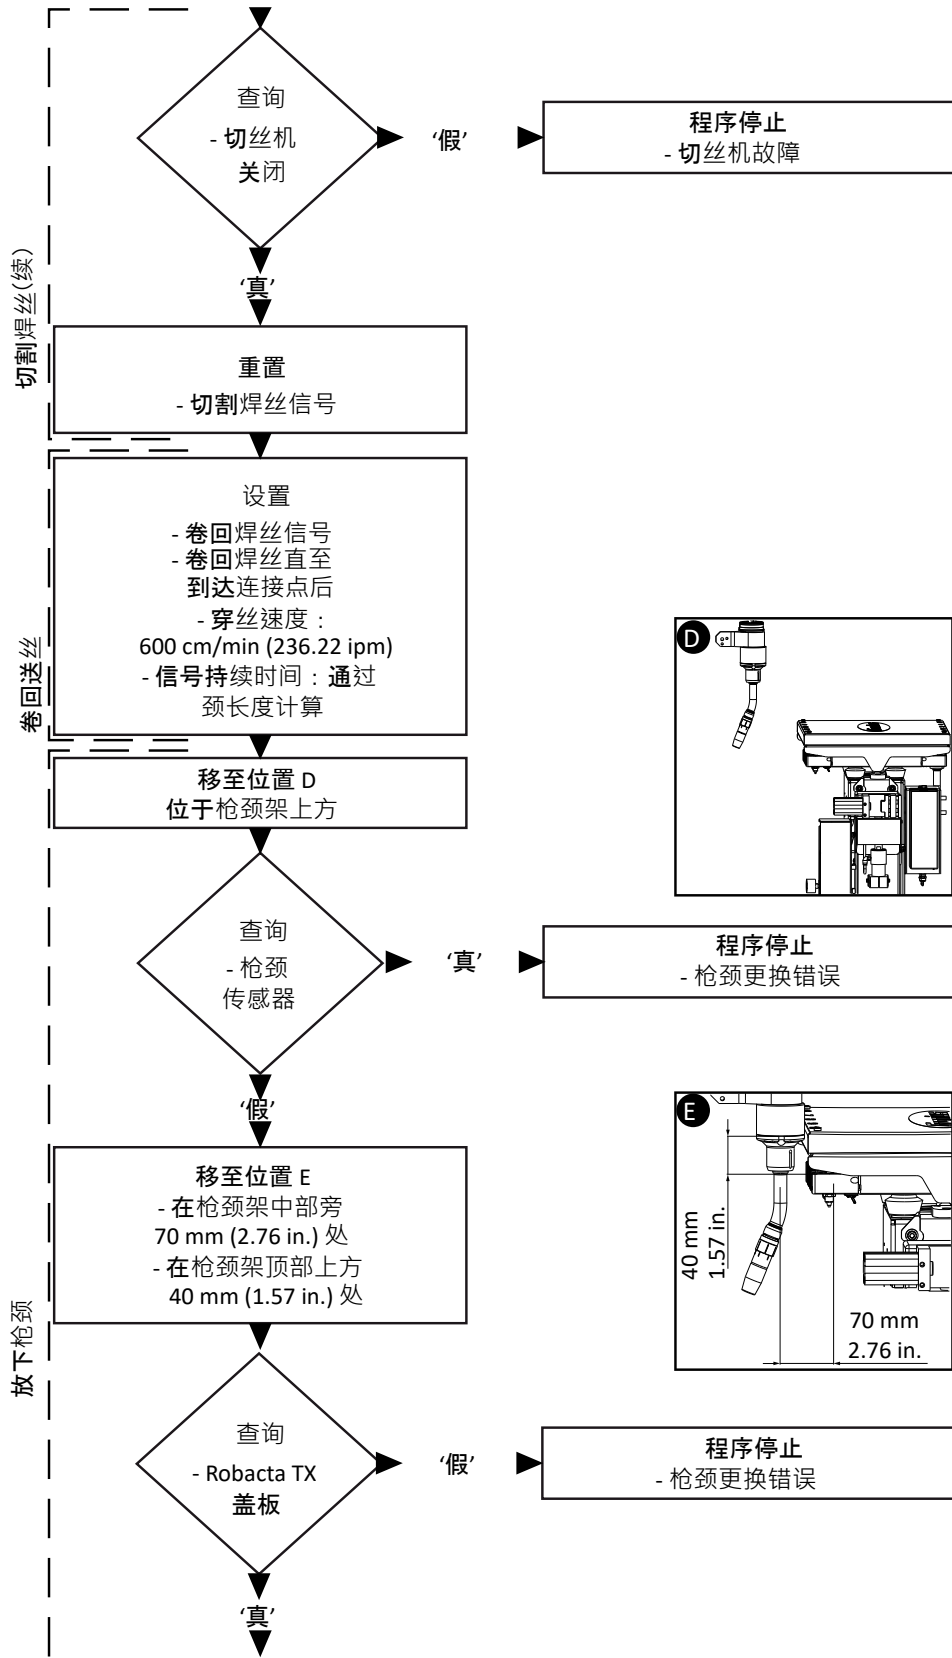 查询
- 切丝机
关闭
'假'
程序停止
- 切丝机故障
'真'
切割焊丝(续)
重置
- 切割焊丝信号
设置
- 卷回焊丝信号
- 卷回焊丝直至
到达连接点后
- 穿丝速度：
600 cm/min (236.22 ipm)
- 信号持续时间：通过
颈长度计算
卷回送丝
D
移至位置 D
位于枪颈架上方
查询
- 枪颈
传感器
'真'
程序停止
- 枪颈更换错误
'假'
移至位置 E
- 在枪颈架中部旁
70 mm (2.76 in.) 处
- 在枪颈架顶部上方
40 mm (1.57 in.) 处
E
40 mm
1.57 in.
70 mm
2.76 in.
放下枪颈
查询
- Robacta TX
盖板
'假'
程序停止
- 枪颈更换错误
'真'